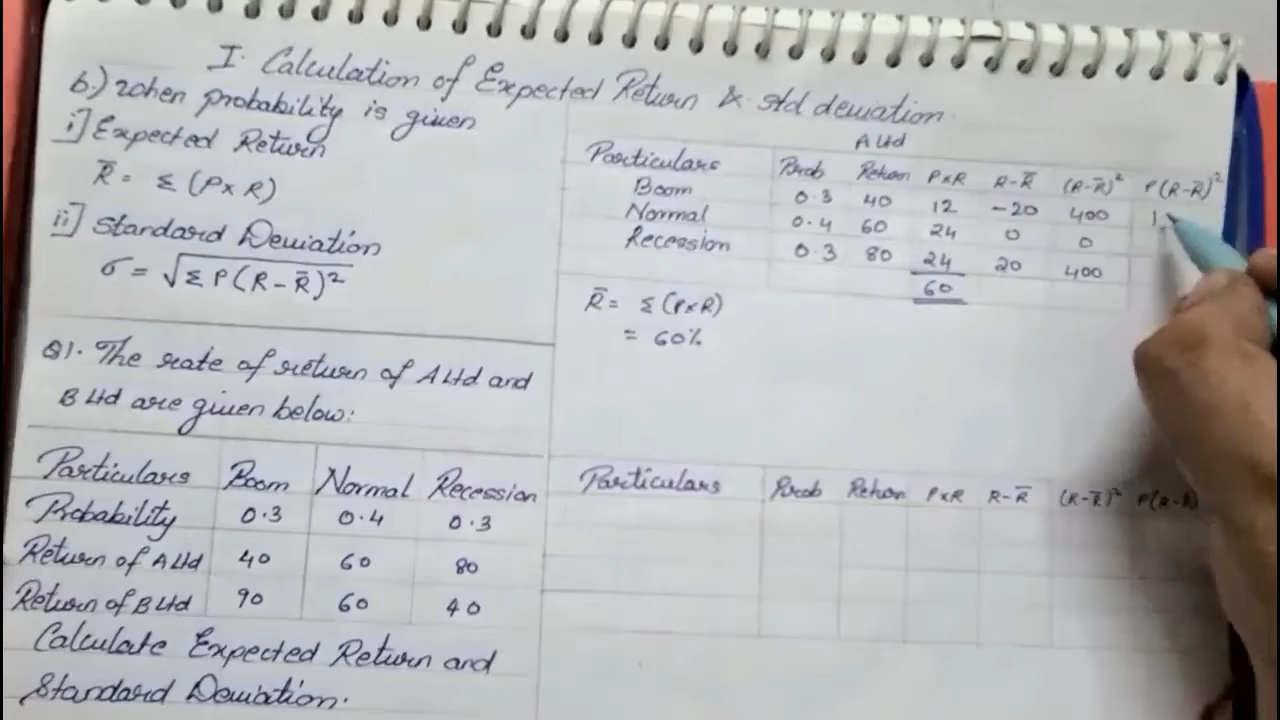 I. Calculation of Expected Return & std deviation
b.) when probability is given
i] Expected Return
R̄ = Σ (P×R)
ii] Standard Deviation
σ = √Σ P(R-R̄)²
Q1. The rate of return of A Ltd and
B Ltd are given below:
Particulars Boom Normal Recession
Probability 0.3 0.4 0.3
Return of A Ltd 40 60 80
Return of B Ltd 90 60 40
Calculate Expected Return and
Standard Deviation.
A Ltd
Particulars Prob Return P×R R-R̄ (R-R̄)² P(R-R̄)²
Boom 0.3 40 12 -20 400 1
Normal 0.4 60 24 0 0
Recession 0.3 80 24 20 400
60
R̄ = Σ (P×R)
= 60%
Particulars Prob Return P×R R-R̄ (R-R̄)²